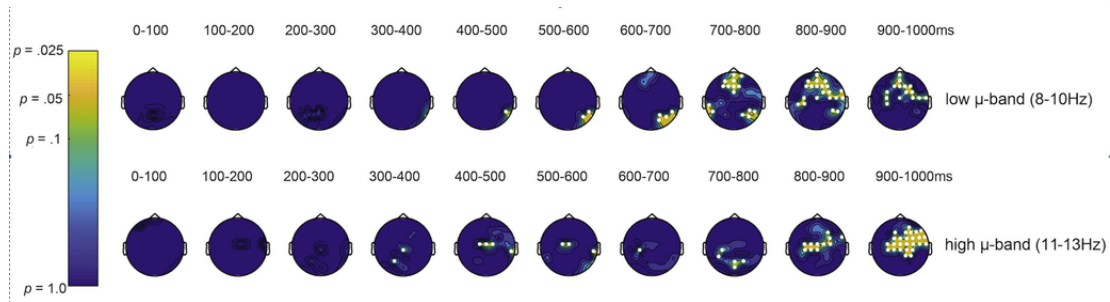 0-100 100-200 200-300 300-400 400-500 500-600 600-700 700-800 800-900 900-1000ms
p = .025
p = .05
low µ-band (8-10Hz)
p = .1
0-100 100-200 200-300 300-400 400-500 500-600 600-700 700-800 800-900 900-1000ms
high µ-band (11-13Hz)
p = 1.0